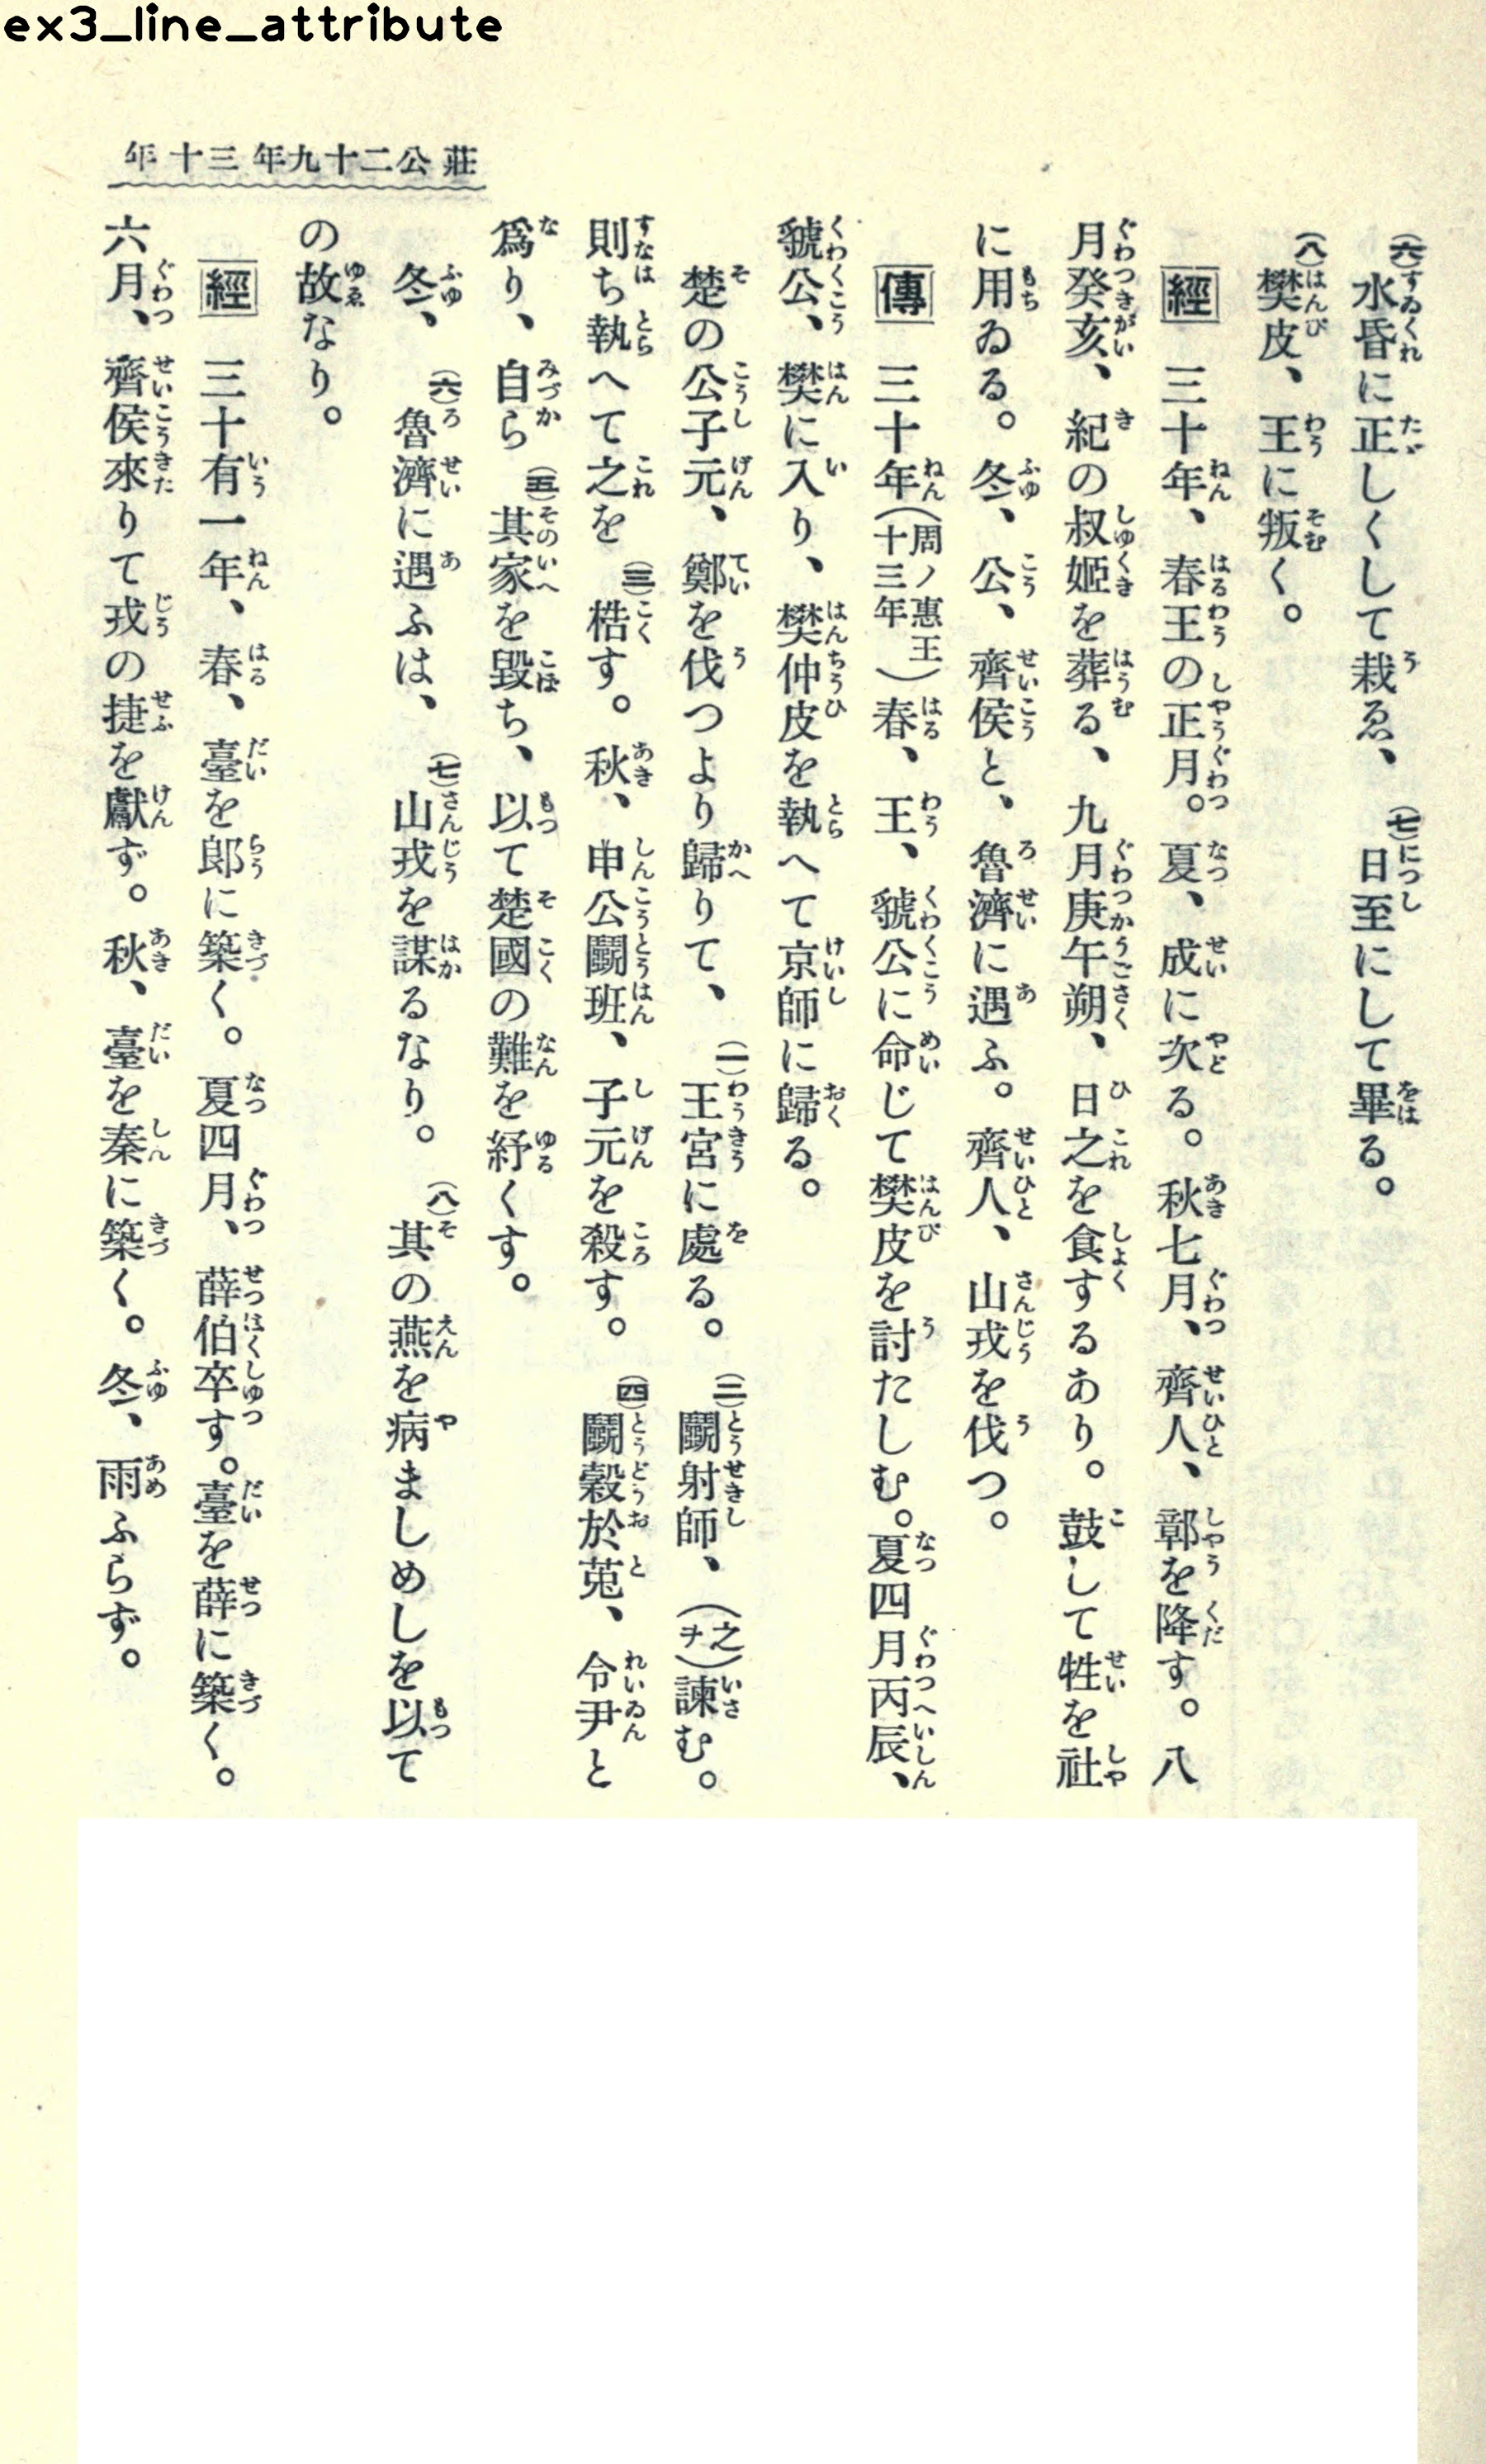 ex3_line_attribute
莊公二十九年 三十年
㈥水昏に正しくして栽ゑ、㈦日至にして畢る。
㈧樊皮、王に叛く。
經 三十年、春王の正月。夏、成に次る。秋七月、齊人、鄣を降す。八
月癸亥、紀の叔姬を葬る、九月庚午朔、日之を食するあり。鼓して牲を社
に用ゐる。冬、公、齊侯と、魯濟に遇ふ。齊人、山戎を伐つ。
傳 三十年(周ノ惠王十三年)春、王、虢公に命じて樊皮を討たしむ。夏四月丙辰、
虢公、樊に入り、樊仲皮を執へて京師に歸る。
楚の公子元、鄭を伐つより歸りて、㈠王宮に處る。㈡鬬射師、(之ヲ)諫む。
則ち執へて之を㈢梏す。秋、申公鬬班、子元を殺す。㈣鬬穀於菟、令尹と
爲り、自ら㈤其家を毀ち、以て楚國の難を紓くす。
冬、㈥魯濟に遇ふは、㈦山戎を謀るなり。㈧其の燕を病ましめしを以て
の故なり。
經 三十有一年、春、臺を郎に築く。夏四月、薛伯卒す。臺を薛に築く。
六月、齊侯來りて戎の捷を獻ず。秋、臺を秦に築く。冬、雨ふらず。